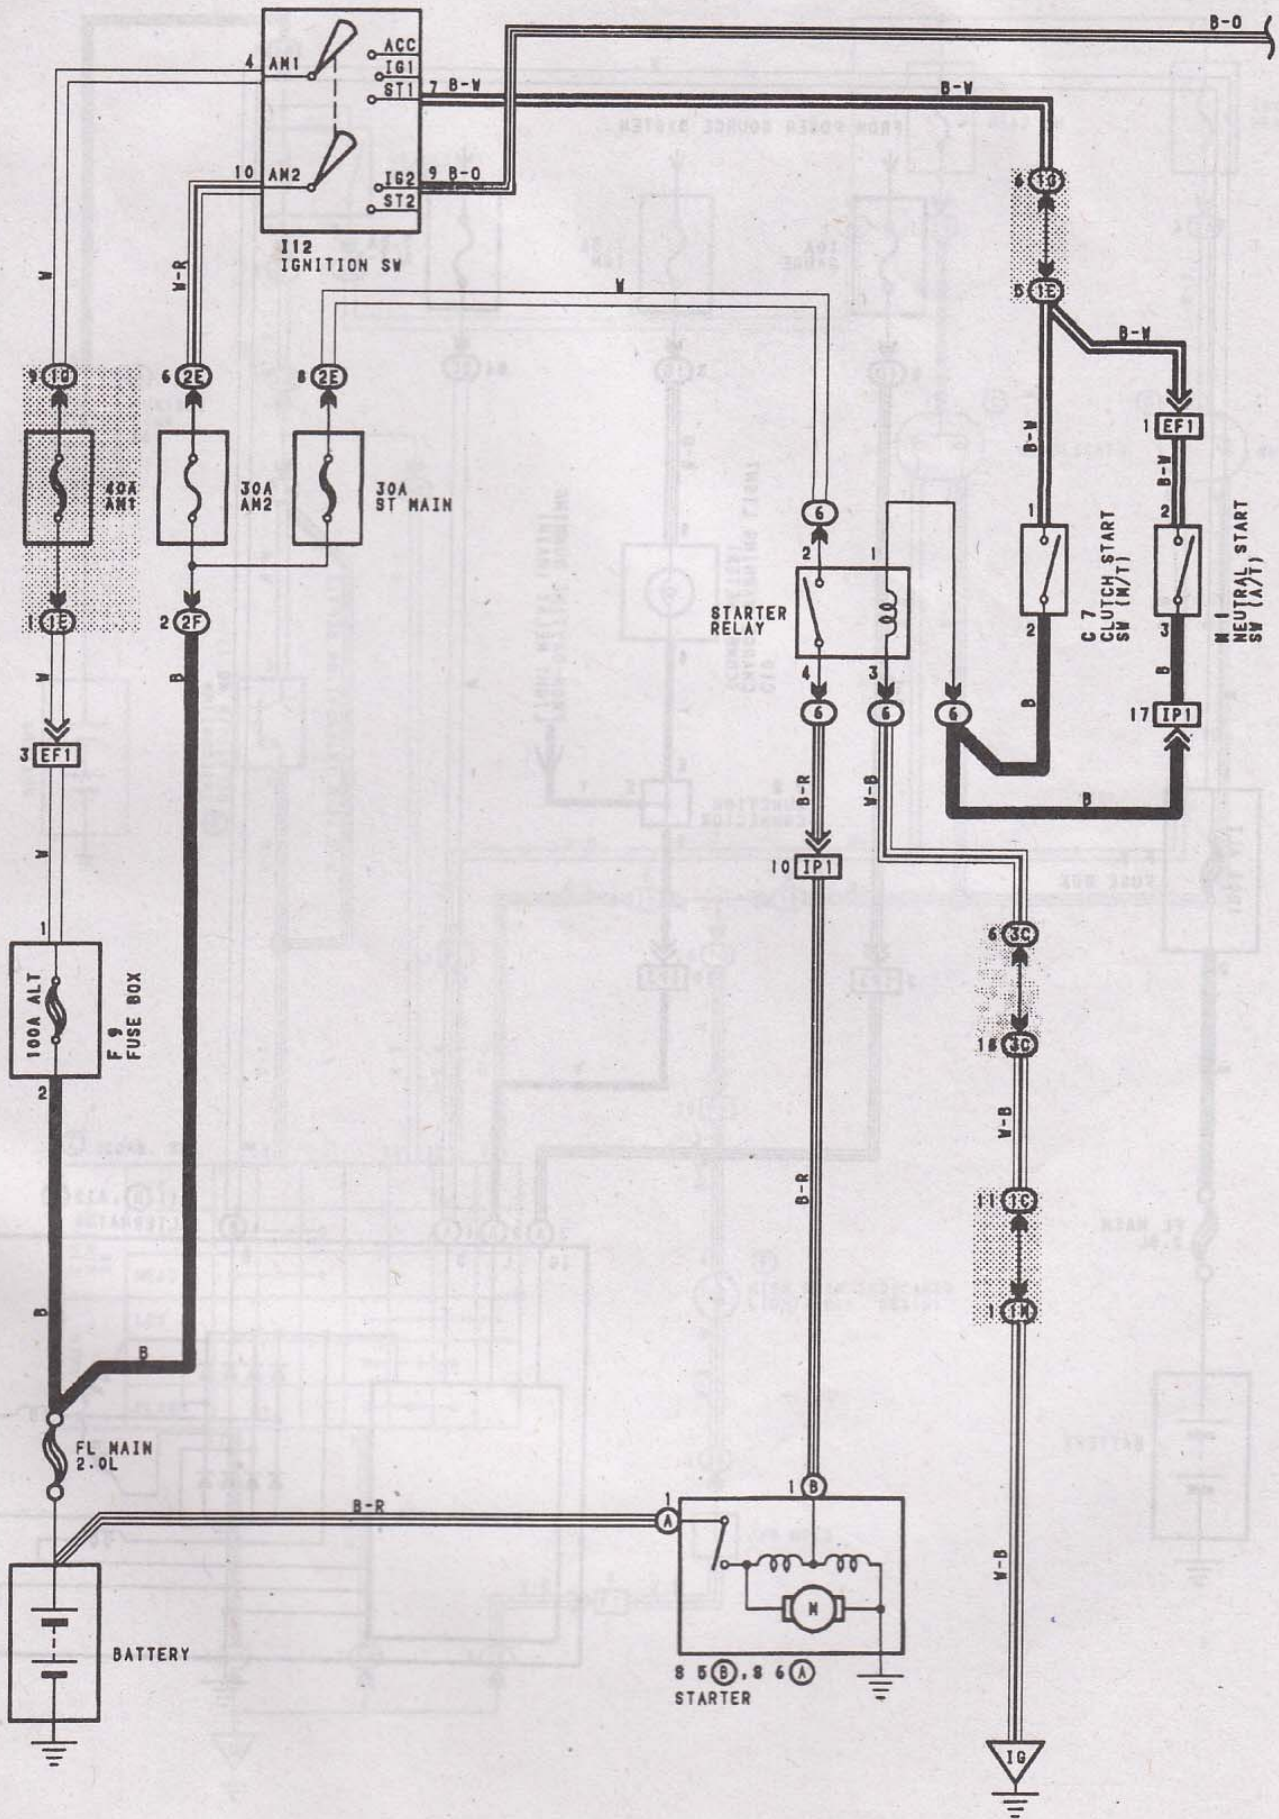 B-O
ACC
4 AM1
IG1
ST1 7 B-W
B-W
10 AM2
IG2 9 B-O
ST2
I12
IGNITION SW
6 1D
W
W-R
W
5 1E
B-W
9 1D
6 2E
8 2E
B-W
1 EF1
B-W
40A
AM1
30A
AM2
30A
ST MAIN
6
2
1
1
2
STARTER
RELAY
C 7
CLUTCH START
SW (M/T)
N 1
NEUTRAL START
SW (A/T)
1 1E
2 2F
2
3
4
3
W
B
6
6
6
B
B
17 IP1
3 EF1
B-R
W-B
B
W
10 IP1
1
6 3C
100A ALT
F 9
FUSE BOX
2
18 3C
W-B
B-R
11 1C
B
B
1 1M
FL MAIN
2.0L
1 B
B-R
1
A
W-B
M
BATTERY
S 5 B, S 6 A
STARTER
IG